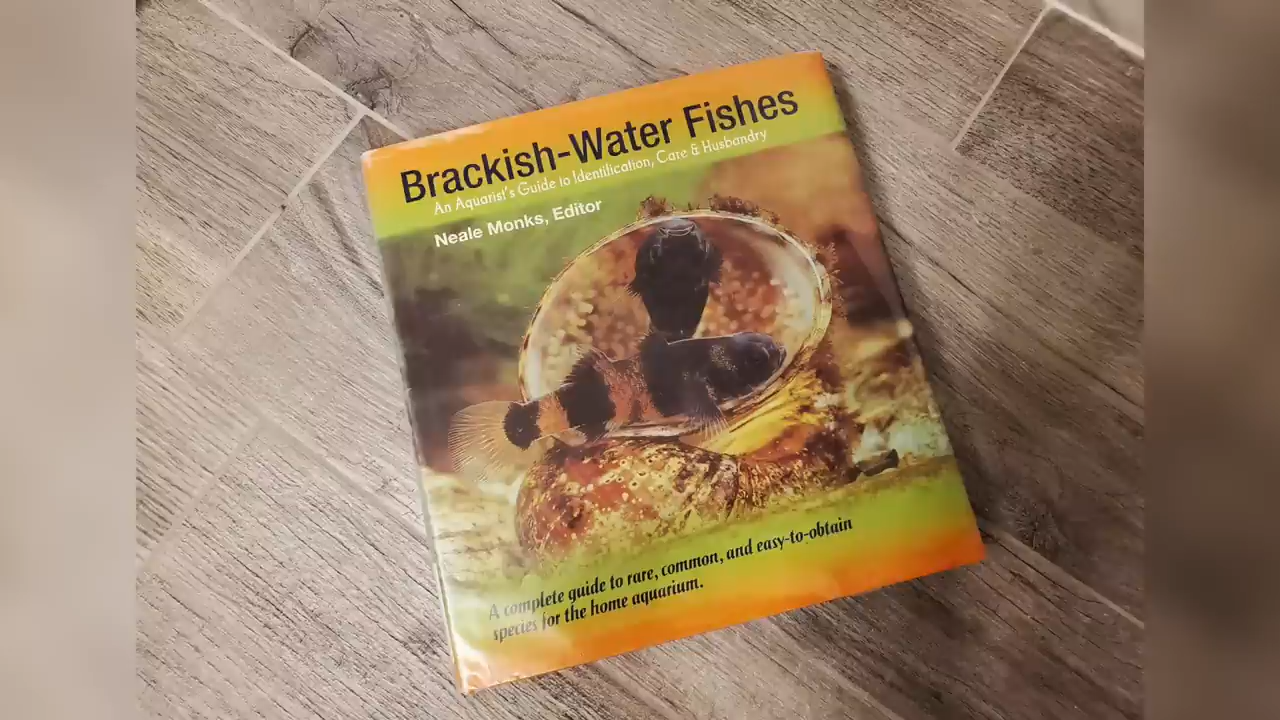 Brackish-Water Fishes
An Aquarist's Guide to Identification, Care & Husbandry
Neale Monks, Editor
A complete guide to rare, common, and easy-to-obtain
species for the home aquarium.